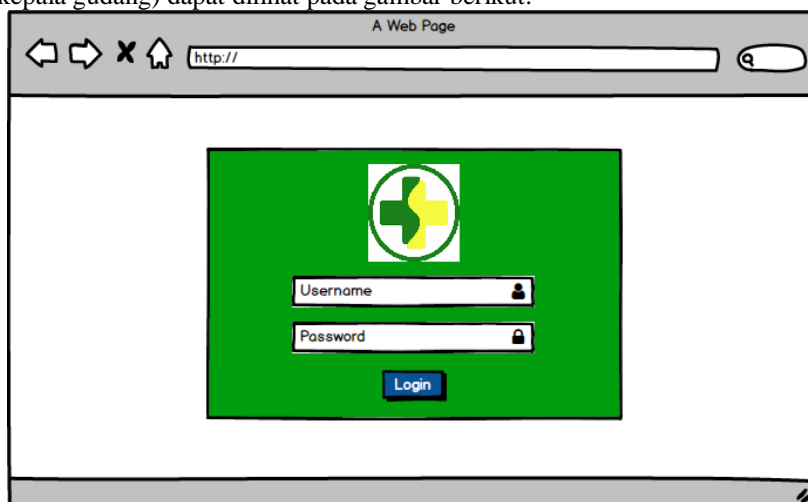 kepala gudang) dapat dilihat pada gambar berikut:
A Web Page
http://
Username
Password
Login